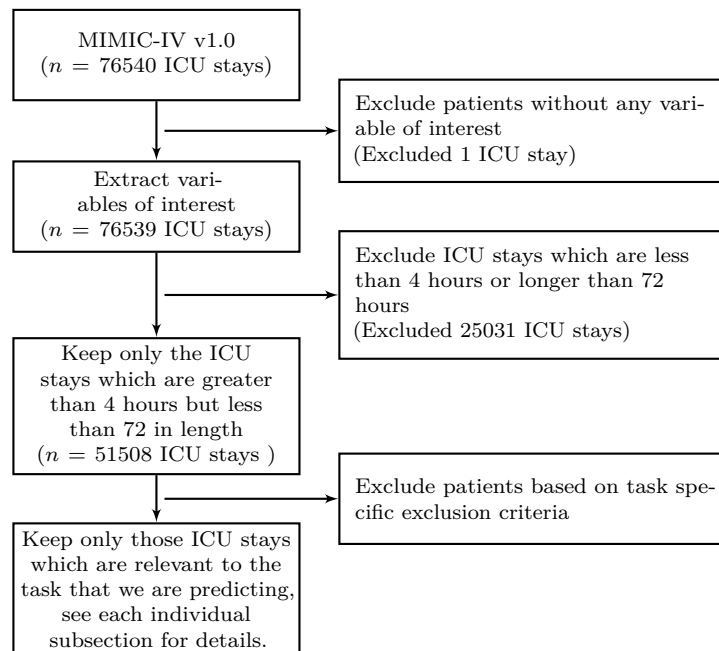 MIMIC-IV v1.0
(n = 76540 ICU stays)
Exclude patients without any vari-
able of interest
(Excluded 1 ICU stay)
Extract vari-
ables of interest
(n = 76539 ICU stays)
Exclude ICU stays which are less
than 4 hours or longer than 72
hours
(Excluded 25031 ICU stays)
Keep only the ICU
stays which are greater
than 4 hours but less
than 72 in length
(n = 51508 ICU stays )
Exclude patients based on task spe-
cific exclusion criteria
Keep only those ICU stays
which are relevant to the
task that we are predicting,
see each individual
subsection for details.